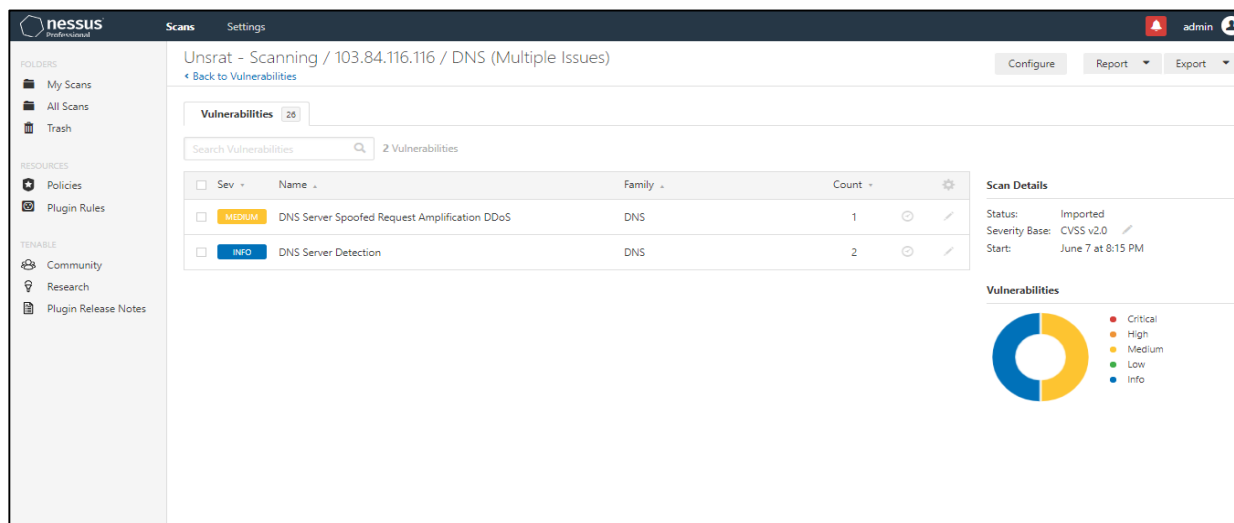 nessus
Professional
Scans Settings
admin
FOLDERS
My Scans
All Scans
Trash
RESOURCES
Policies
Plugin Rules
TENABLE
Community
Research
Plugin Release Notes
Unsrat - Scanning / 103.84.116.116 / DNS (Multiple Issues)
Back to Vulnerabilities
Configure Report Export
Vulnerabilities 26
Search Vulnerabilities 2 Vulnerabilities
Sev Name Family Count
MEDIUM DNS Server Spoofed Request Amplification DDoS DNS 1
INFO DNS Server Detection DNS 2
Scan Details
Status: Imported
Severity Base: CVSS v2.0
Start: June 7 at 8:15 PM
Vulnerabilities
Critical
High
Medium
Low
Info